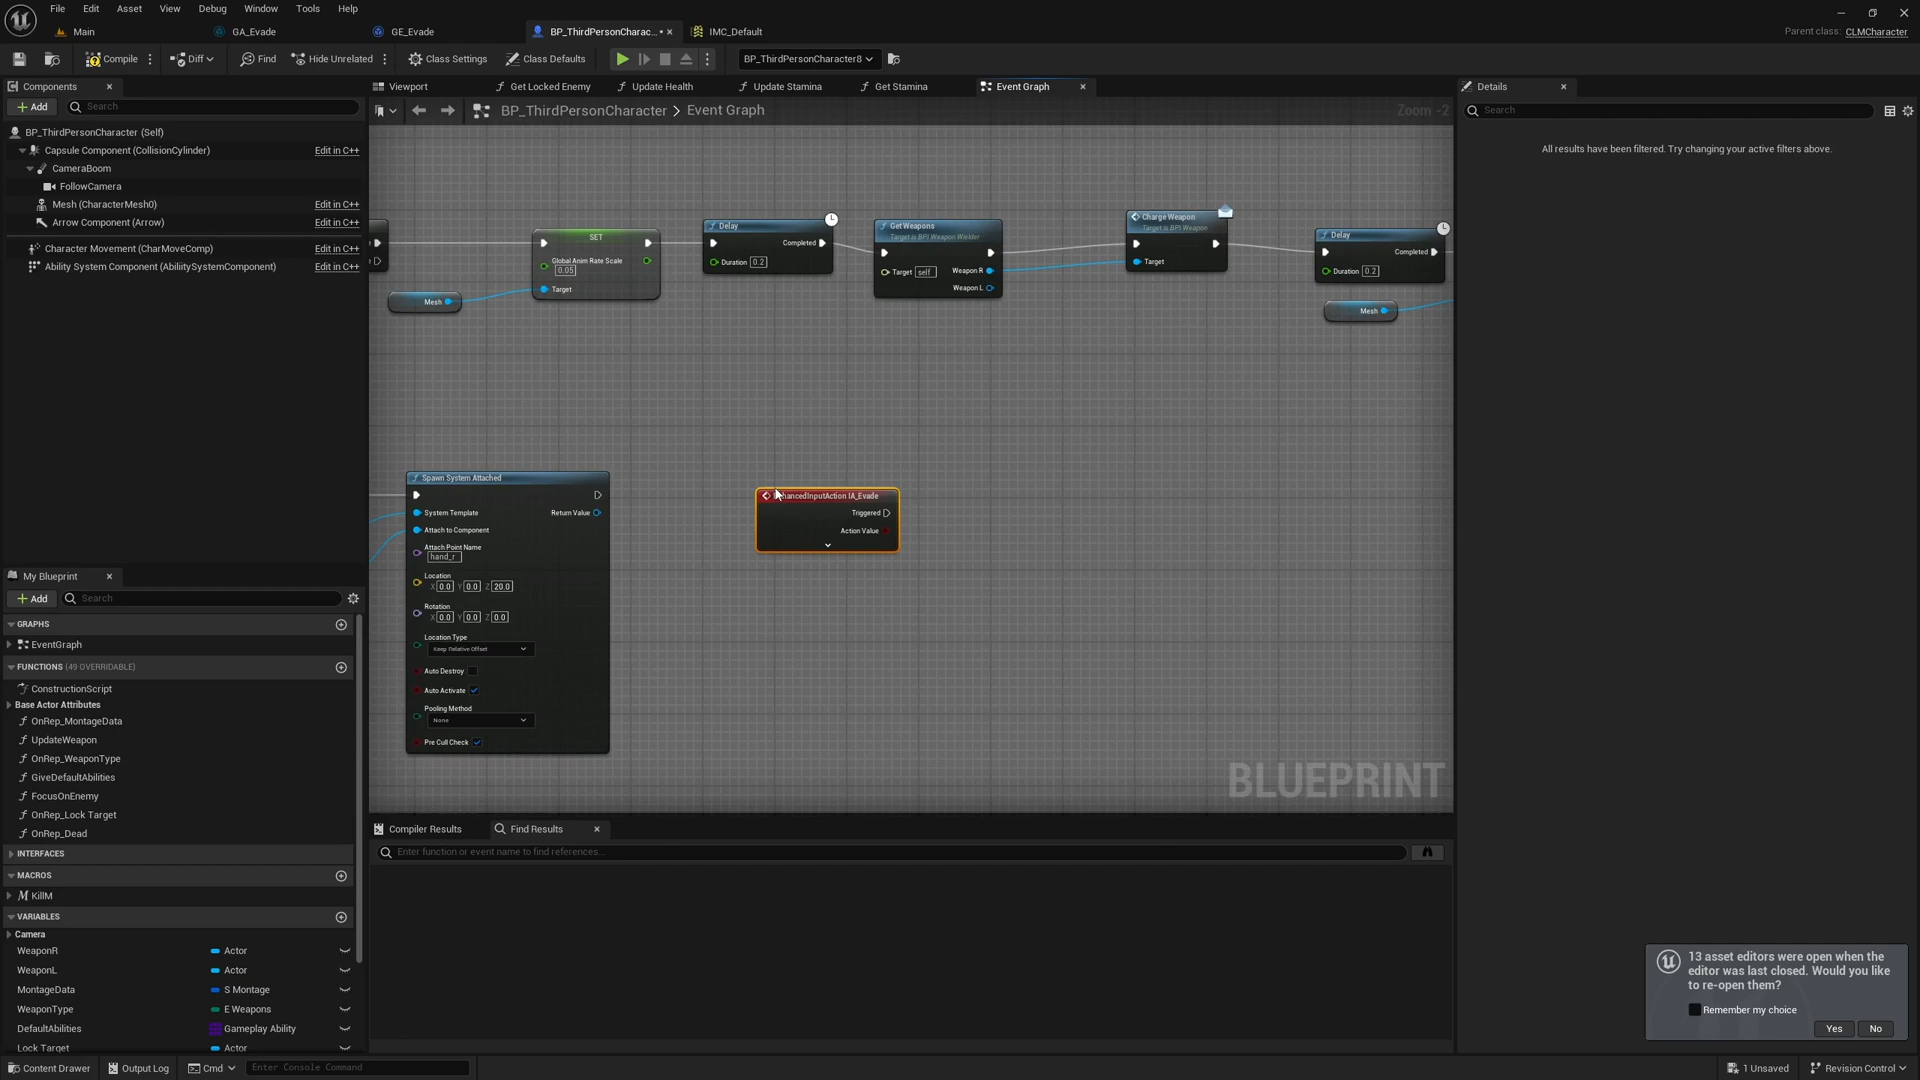 File Edit Asset View Debug Window Tools Help
Main GA_Evade GE_Evade BP_ThirdPersonCharac... IMC_Default
Parent class: CLMCharacter
Compile Diff Find Hide Unrelated Class Settings Class Defaults BP_ThirdPersonCharacter8
Components
Add Search
BP_ThirdPersonCharacter (Self)
Capsule Component (CollisionCylinder) Edit in C++
CameraBoom
FollowCamera
Mesh (CharacterMesh0) Edit in C++
Arrow Component (Arrow) Edit in C++
Character Movement (CharMoveComp) Edit in C++
Ability System Component (AbiliitySystemComponent) Edit in C++
My Blueprint
Add Search
GRAPHS
EventGraph
FUNCTIONS (49 OVERRIDABLE)
ConstructionScript
Base Actor Attributes
OnRep_MontageData
UpdateWeapon
OnRep_WeaponType
GiveDefaultAbilities
FocusOnEnemy
OnRep_Lock Target
OnRep_Dead
INTERFACES
MACROS
KillM
VARIABLES
Camera
WeaponR Actor
WeaponL Actor
MontageData S Montage
WeaponType E Weapons
DefaultAbilities Gameplay Ability
Lock Target Actor
Viewport Get Locked Enemy Update Health Update Stamina Get Stamina Event Graph
BP_ThirdPersonCharacter > Event Graph
Zoom -2
SET
Global Anim Rate Scale
0.05
Target
Mesh
Delay
Completed
Duration 0.2
Get Weapons
Target is BPI Weapon Wielder
Target self Weapon R
Weapon L
Charge Weapon
Target is BPI Weapon
Target
Delay
Completed
Duration 0.2
Mesh
Spawn System Attached
System Template Return Value
Attach to Component
Attach Point Name
hand_r
Location
X 0.0 Y 0.0 Z 20.0
Rotation
X 0.0 Y 0.0 Z 0.0
Location Type
Keep Relative Offset
Auto Destroy
Auto Activate
Pooling Method
None
Pre Cull Check
hancedInputAction IA_Evade
Triggered
Action Value
BLUEPRINT
Compiler Results Find Results
Enter function or event name to find references...
Details
Search
All results have been filtered. Try changing your active filters above.
13 asset editors were open when the
editor was last closed. Would you like
to re-open them?
Remember my choice
Yes No
Content Drawer Output Log Cmd Enter Console Command
1 Unsaved Revision Control